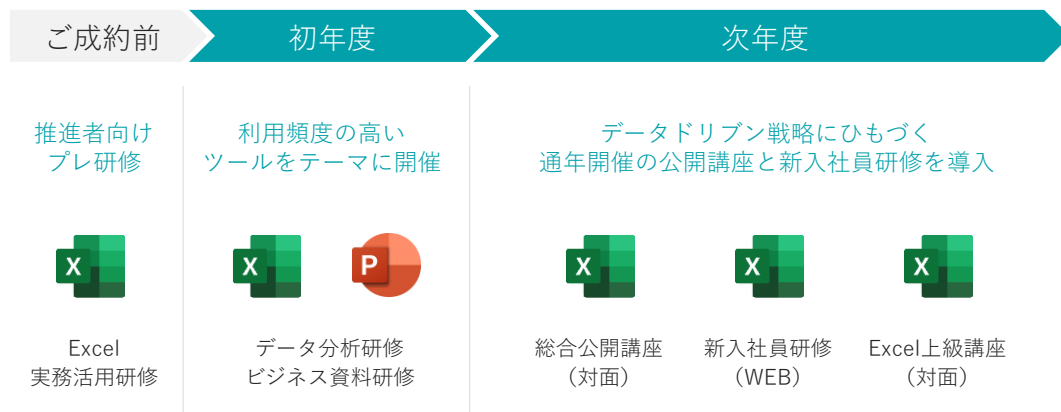 ご成約前
初年度
次年度
推進者向け
プレ研修
利用頻度の高い
ツールをテーマに開催
データドリブン戦略にひもづく
通年開催の公開講座と新入社員研修を導入
X
X
P
X
X
X
Excel
実務活用研修
データ分析研修
ビジネス資料研修
総合公開講座
（対面）
新入社員研修
（WEB）
Excel上級講座
（対面）